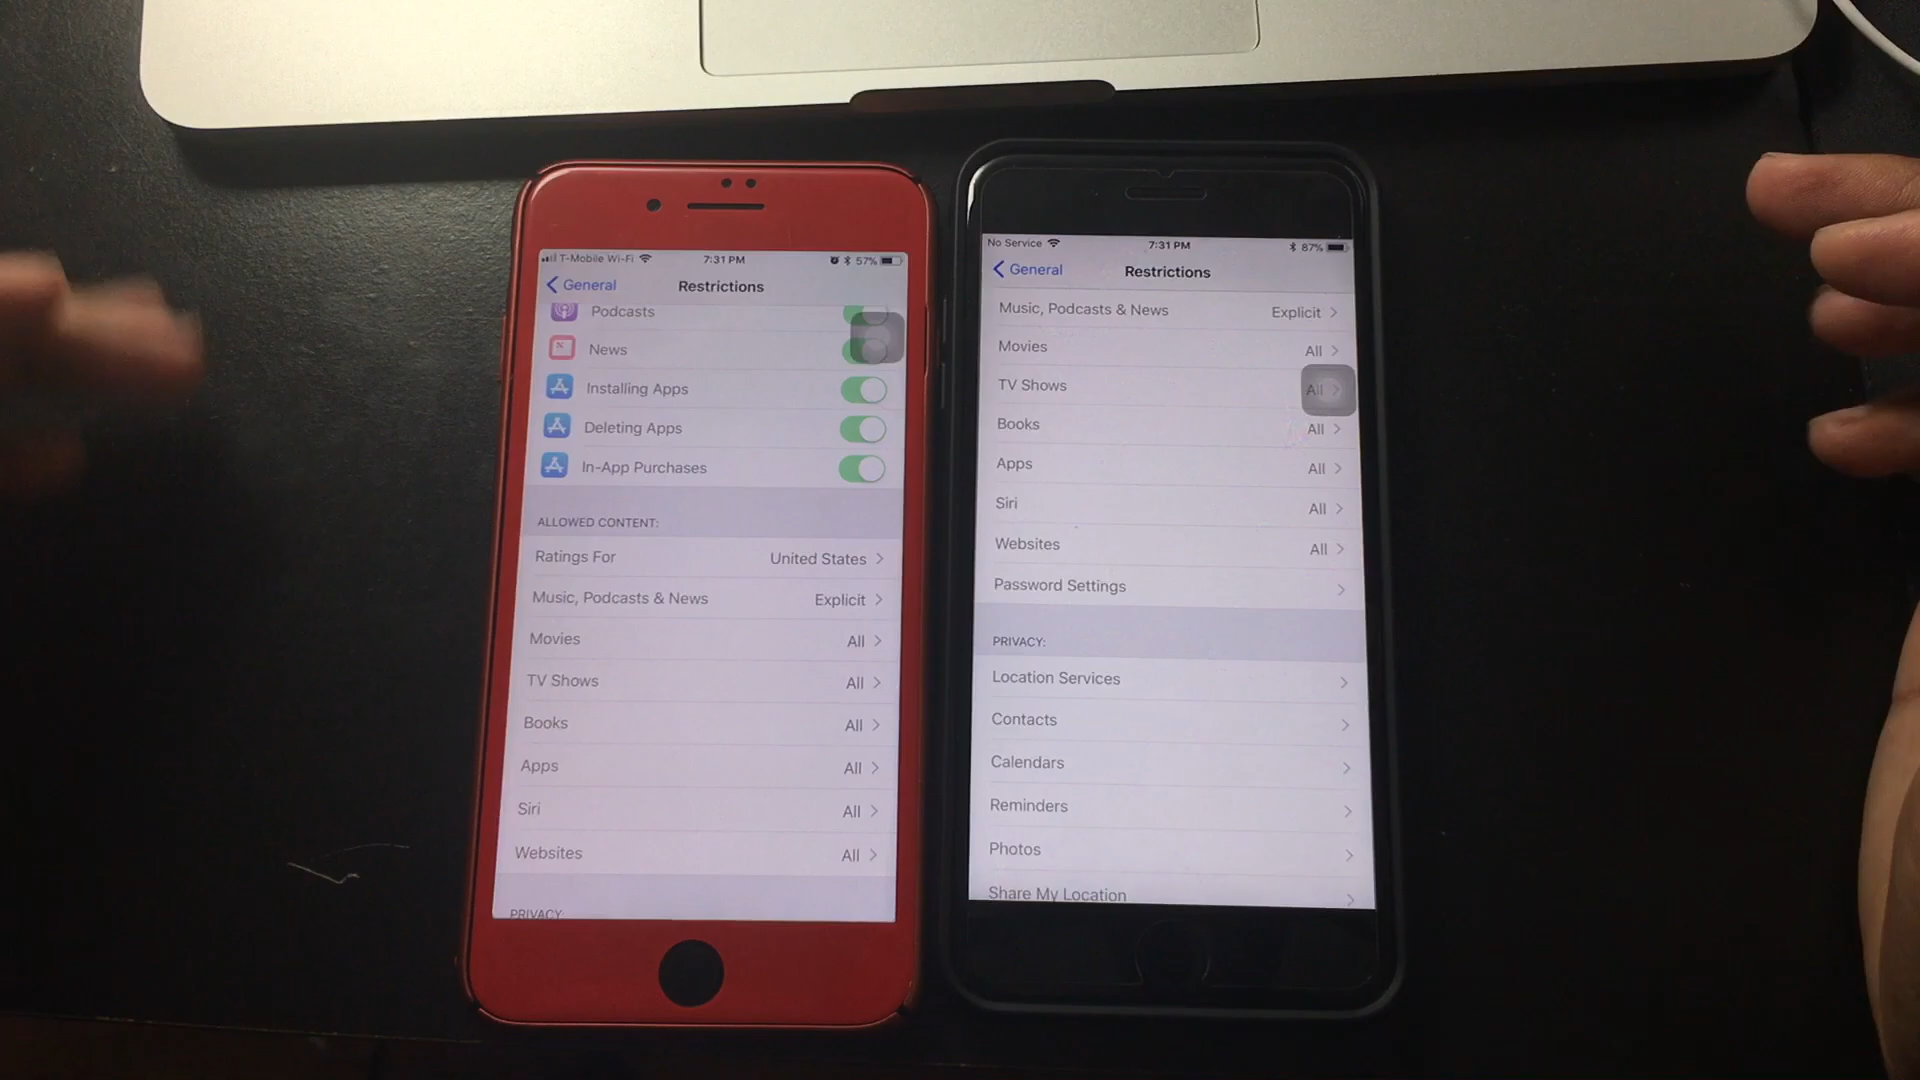 T-Mobile Wi-Fi 7:31 PM 57%
General Restrictions
Podcasts
News
Installing Apps
Deleting Apps
In-App Purchases
ALLOWED CONTENT:
Ratings For United States
Music, Podcasts & News Explicit
Movies All
TV Shows All
Books All
Apps All
Siri All
Websites All
PRIVACY:
No Service 7:31 PM 87%
General Restrictions
Music, Podcasts & News Explicit
Movies All
TV Shows All
Books All
Apps All
Siri All
Websites All
Password Settings
PRIVACY:
Location Services
Contacts
Calendars
Reminders
Photos
Share My Location